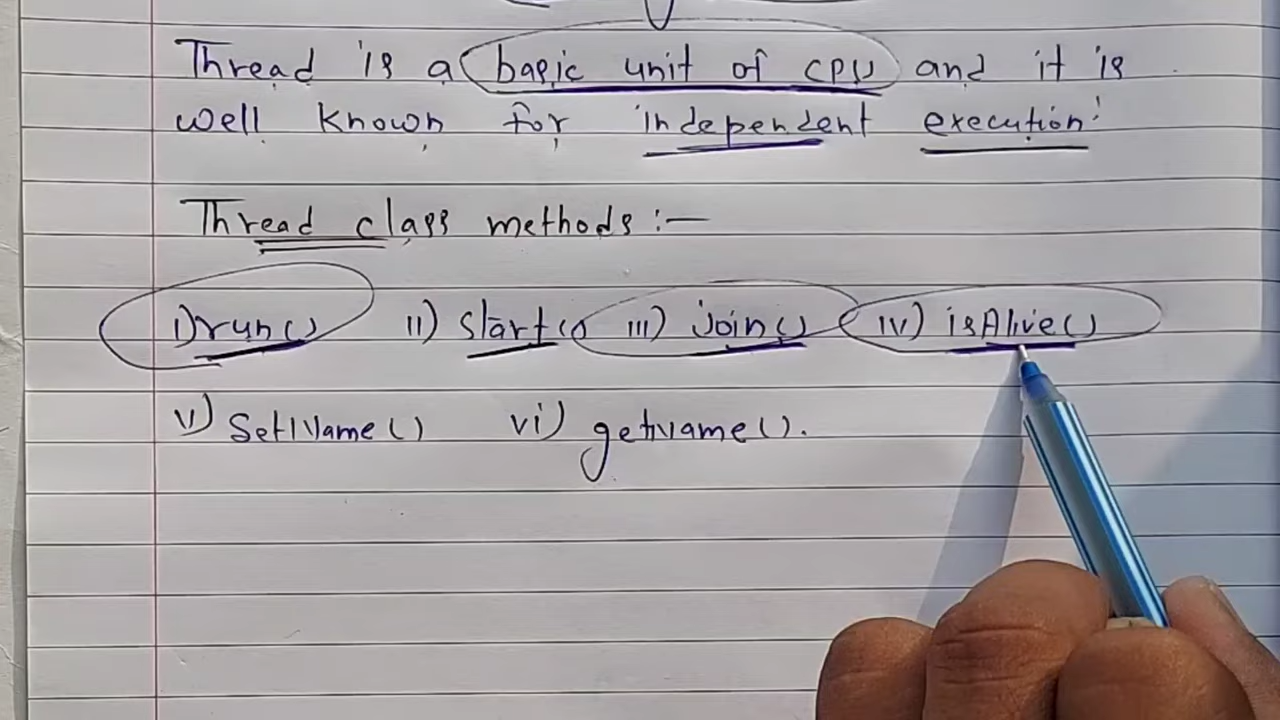 Thread is a basic unit of CPU and it is
well known for independent execution.
Thread class methods :—
i) run() ii) start() iii) Join() iv) isAlive()
v) SetName() vi) getname().